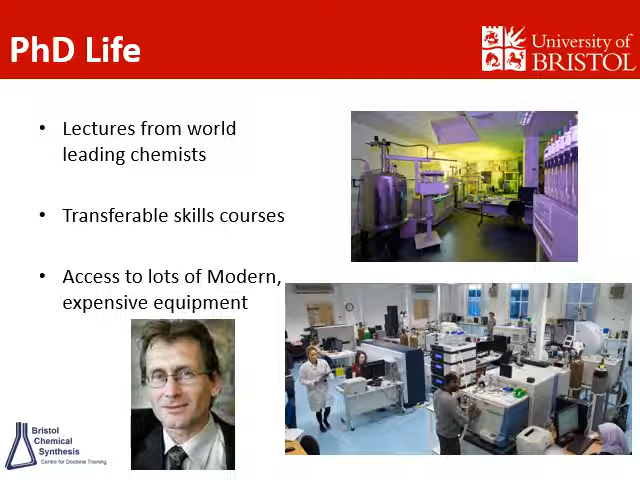 PhD Life
University of
BRISTOL
• Lectures from world
leading chemists
• Transferable skills courses
• Access to lots of Modern,
expensive equipment
Bristol
Chemical
Synthesis
Centre for Doctoral Training